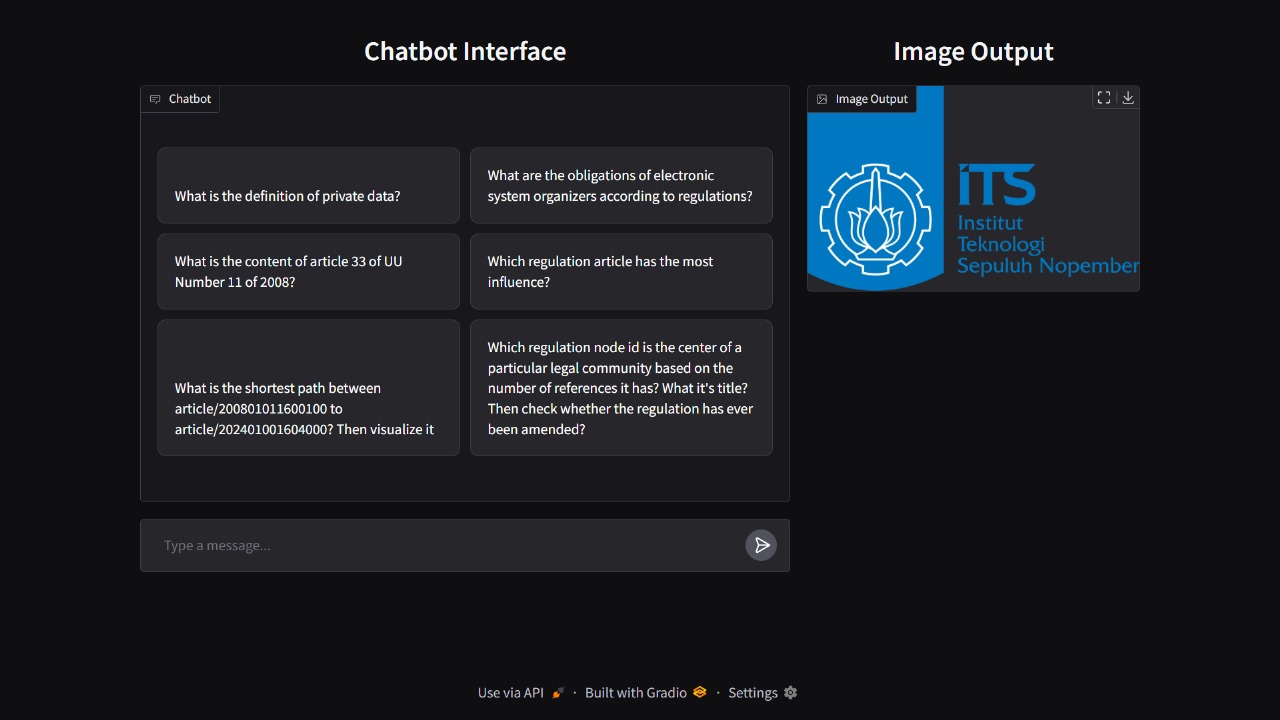 Chatbot Interface
Chatbot
What is the definition of private data?
What are the obligations of electronic
system organizers according to regulations?
What is the content of article 33 of UU
Number 11 of 2008?
Which regulation article has the most
influence?
What is the shortest path between
article/200801011600100 to
article/202401001604000? Then visualize it
Which regulation node id is the center of a
particular legal community based on the
number of references it has? What it's title?
Then check whether the regulation has ever
been amended?
Type a message...
Image Output
Image Output
ITS
Institut
Teknologi
Sepuluh Nopember
Use via API · Built with Gradio · Settings